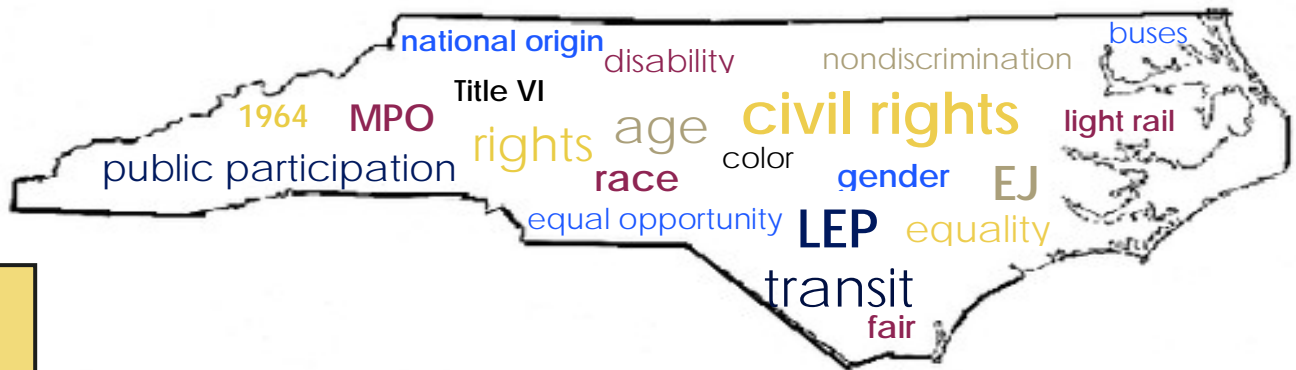 buses
national origin
disability
nondiscrimination
Title VI
1964
MPO
civil rights
light rail
rights
age
color
public participation
race
gender
EJ
equal opportunity
LEP
equality
transit
fair